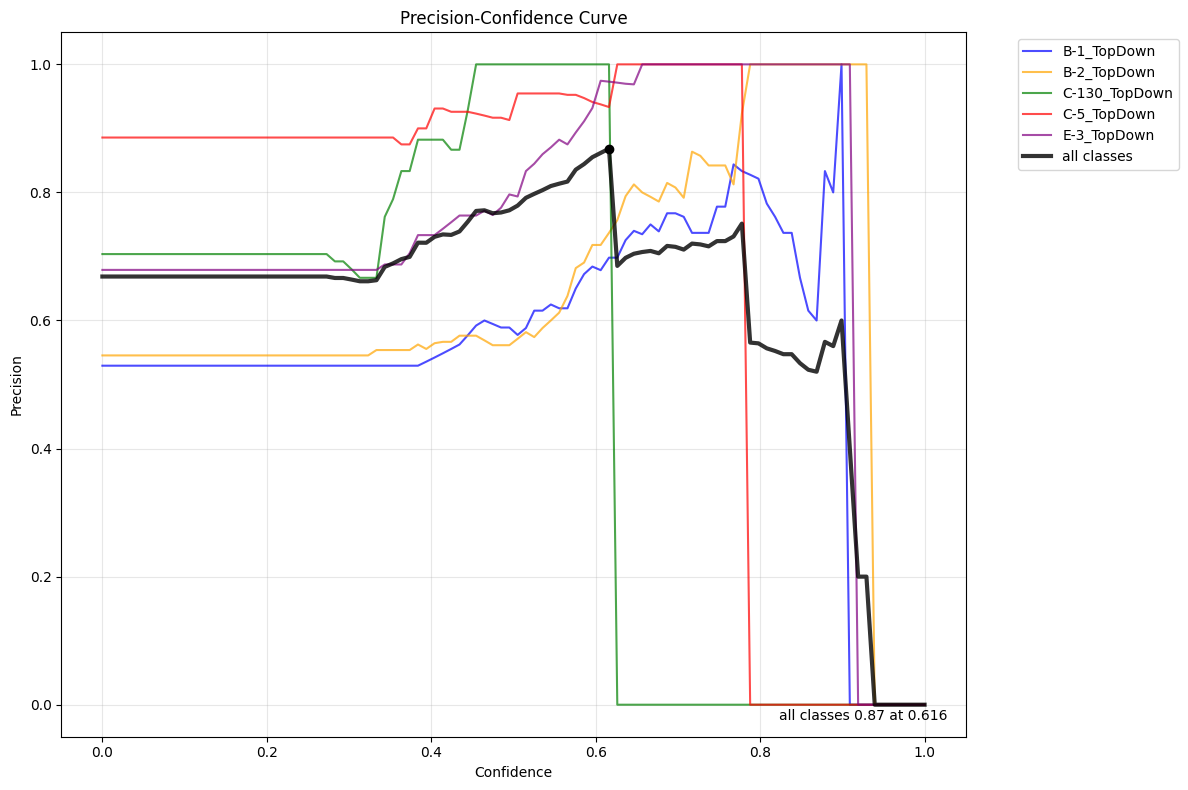 Precision-Confidence Curve
B-1_TopDown
B-2_TopDown
C-130_TopDown
C-5_TopDown
E-3_TopDown
all classes
Precision
1.0
0.8
0.6
0.4
0.2
0.0
all classes 0.87 at 0.616
0.0 0.2 0.4 0.6 0.8 1.0
Confidence